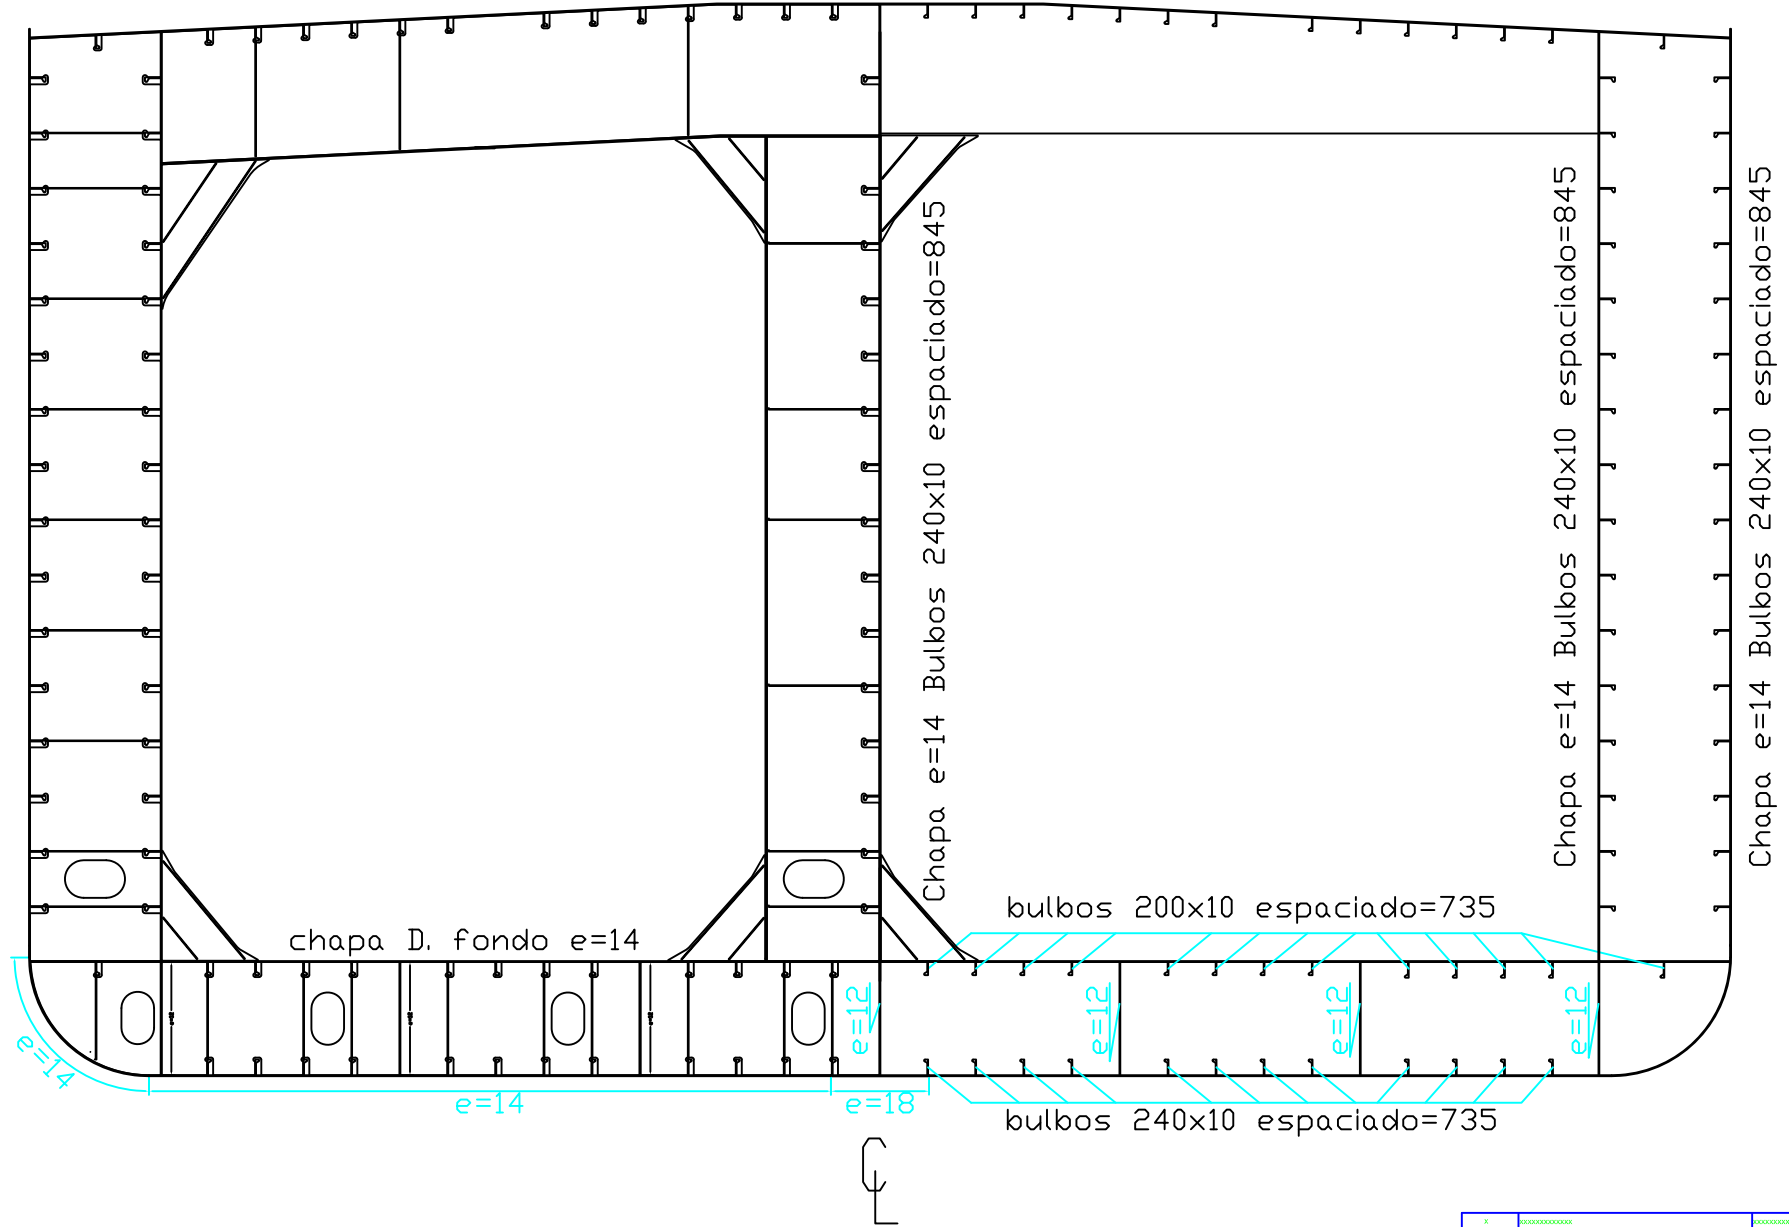 Chapa e=14 Bulbos 240x10 espaciado=845
Chapa e=14 Bulbos 240x10 espaciado=845
Chapa e=14 Bulbos 240x10 espaciado=845
bulbos 200x10 espaciado=735
chapa D. fondo e=14
e=12
e=12
e=12
e=12
e=14
e=14
e=18
bulbos 240x10 espaciado=735
CL